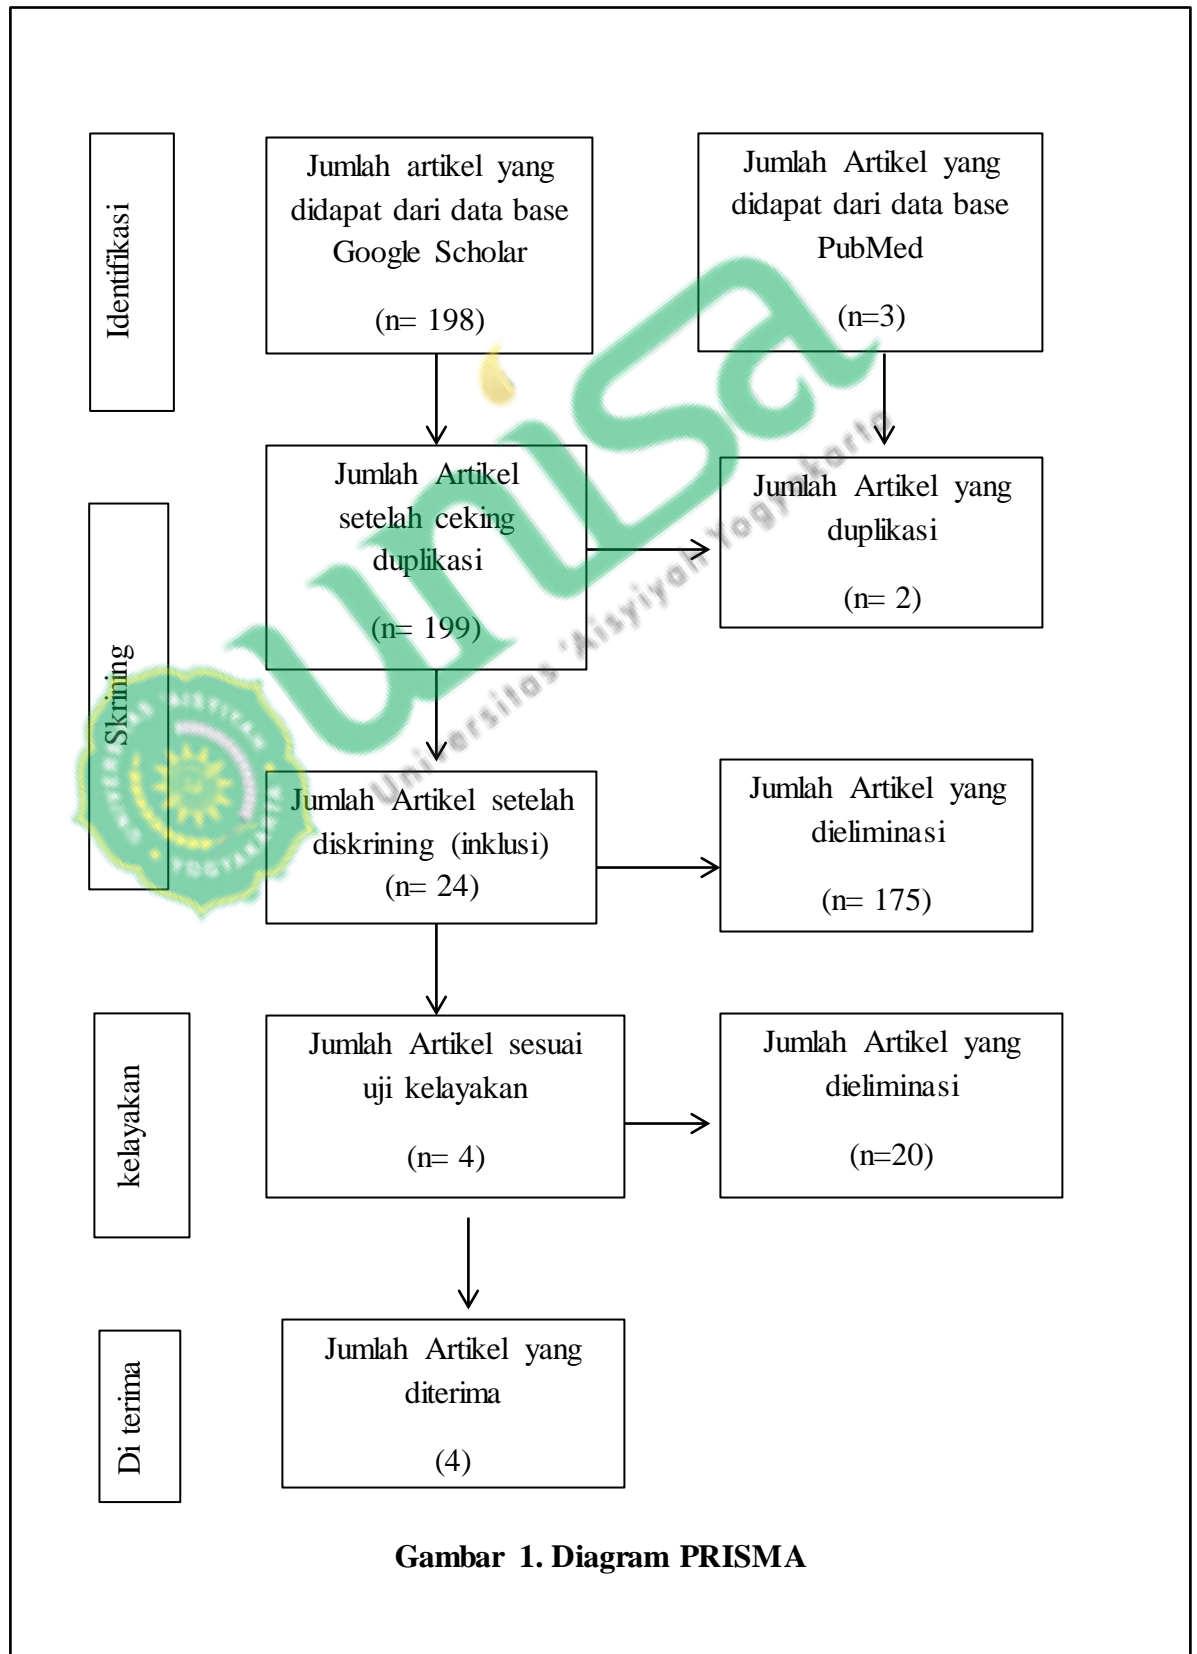 Identifikasi
Jumlah artikel yang
didapat dari data base
Google Scholar
(n= 198)
Jumlah Artikel yang
didapat dari data base
PubMed
(n=3)
Skrining
Jumlah Artikel
setelah ceking
duplikasi
(n= 199)
Jumlah Artikel yang
duplikasi
(n= 2)
Jumlah Artikel setelah
diskrining (inklusi)
(n= 24)
Jumlah Artikel yang
dieliminasi
(n= 175)
kelayakan
Jumlah Artikel sesuai
uji kelayakan
(n= 4)
Jumlah Artikel yang
dieliminasi
(n=20)
Di terima
Jumlah Artikel yang
diterima
(4)
Gambar 1. Diagram PRISMA
unisa
Universitas 'Aisyiyah Yogyakarta